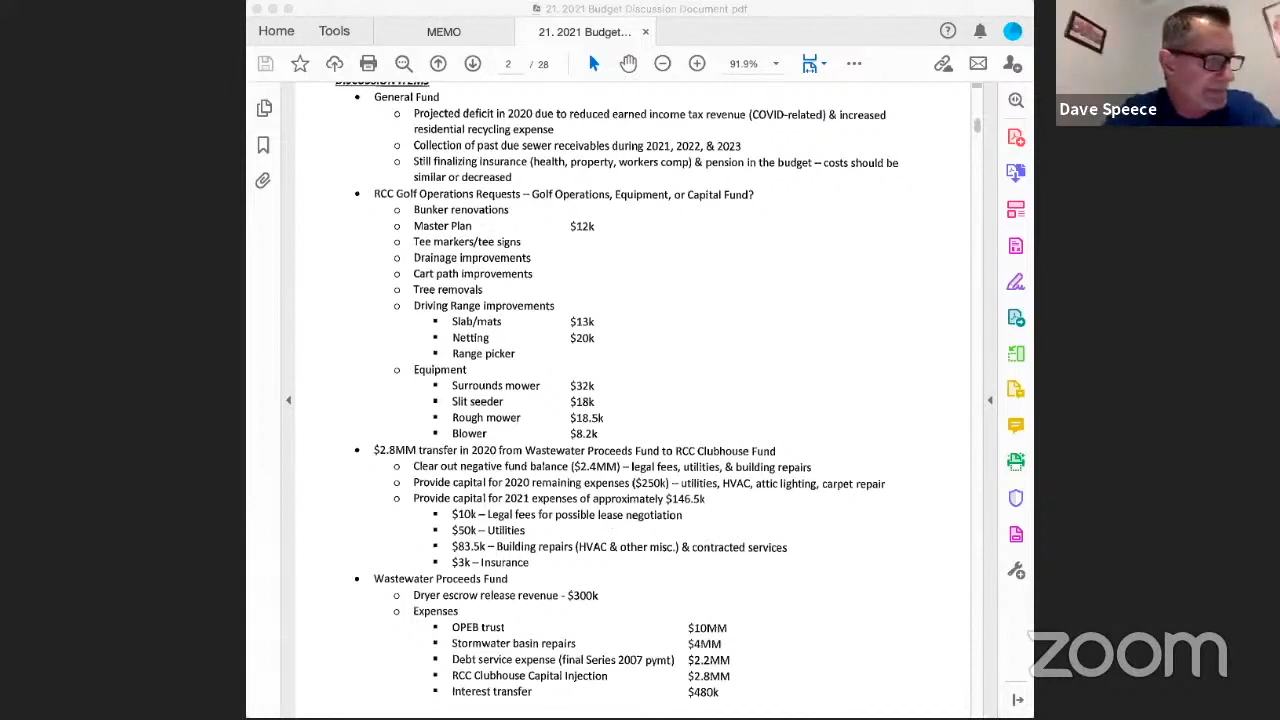 21. 2021 Budget Discussion Document.pdf
Home Tools MEMO 21. 2021 Budget... ×
2 / 28 91.9%
DISCUSSION ITEMS
• General Fund
o Projected deficit in 2020 due to reduced earned income tax revenue (COVID-related) & increased
residential recycling expense
o Collection of past due sewer receivables during 2021, 2022, & 2023
o Still finalizing insurance (health, property, workers comp) & pension in the budget – costs should be
similar or decreased
• RCC Golf Operations Requests – Golf Operations, Equipment, or Capital Fund?
o Bunker renovations
o Master Plan $12k
o Tee markers/tee signs
o Drainage improvements
o Cart path improvements
o Tree removals
o Driving Range improvements
▪ Slab/mats $13k
▪ Netting $20k
▪ Range picker
o Equipment
▪ Surrounds mower $32k
▪ Slit seeder $18k
▪ Rough mower $18.5k
▪ Blower $8.2k
• $2.8MM transfer in 2020 from Wastewater Proceeds Fund to RCC Clubhouse Fund
o Clear out negative fund balance ($2.4MM) – legal fees, utilities, & building repairs
o Provide capital for 2020 remaining expenses ($250k) – utilities, HVAC, attic lighting, carpet repair
o Provide capital for 2021 expenses of approximately $146.5k
▪ $10k – Legal fees for possible lease negotiation
▪ $50k – Utilities
▪ $83.5k – Building repairs (HVAC & other misc.) & contracted services
▪ $3k – Insurance
• Wastewater Proceeds Fund
o Dryer escrow release revenue - $300k
o Expenses
▪ OPEB trust $10MM
▪ Stormwater basin repairs $4MM
▪ Debt service expense (final Series 2007 pymt) $2.2MM
▪ RCC Clubhouse Capital Injection $2.8MM
▪ Interest transfer $480k
Dave Speece
zoom